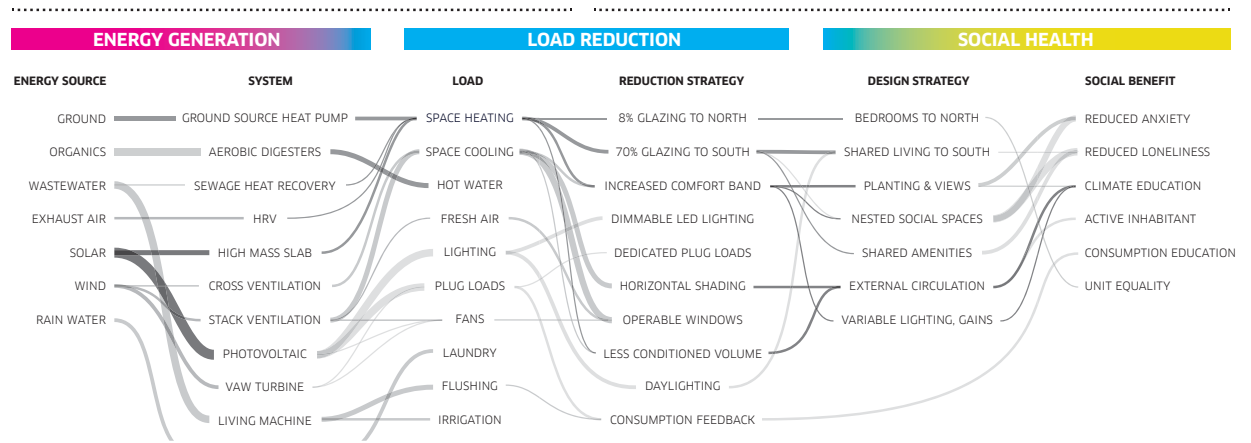 ENERGY GENERATION
LOAD REDUCTION
SOCIAL HEALTH
ENERGY SOURCE
SYSTEM
LOAD
REDUCTION STRATEGY
DESIGN STRATEGY
SOCIAL BENEFIT
GROUND
GROUND SOURCE HEAT PUMP
SPACE HEATING
8% GLAZING TO NORTH
BEDROOMS TO NORTH
REDUCED ANXIETY
ORGANICS
AEROBIC DIGESTERS
SPACE COOLING
70% GLAZING TO SOUTH
SHARED LIVING TO SOUTH
REDUCED LONELINESS
WASTEWATER
SEWAGE HEAT RECOVERY
HOT WATER
INCREASED COMFORT BAND
PLANTING & VIEWS
CLIMATE EDUCATION
EXHAUST AIR
HRV
FRESH AIR
DIMMABLE LED LIGHTING
NESTED SOCIAL SPACES
ACTIVE INHABITANT
SOLAR
HIGH MASS SLAB
LIGHTING
DEDICATED PLUG LOADS
SHARED AMENITIES
CONSUMPTION EDUCATION
WIND
CROSS VENTILATION
PLUG LOADS
HORIZONTAL SHADING
EXTERNAL CIRCULATION
UNIT EQUALITY
RAIN WATER
STACK VENTILATION
FANS
OPERABLE WINDOWS
VARIABLE LIGHTING, GAINS
PHOTOVOLTAIC
LAUNDRY
LESS CONDITIONED VOLUME
VAW TURBINE
FLUSHING
DAYLIGHTING
LIVING MACHINE
IRRIGATION
CONSUMPTION FEEDBACK